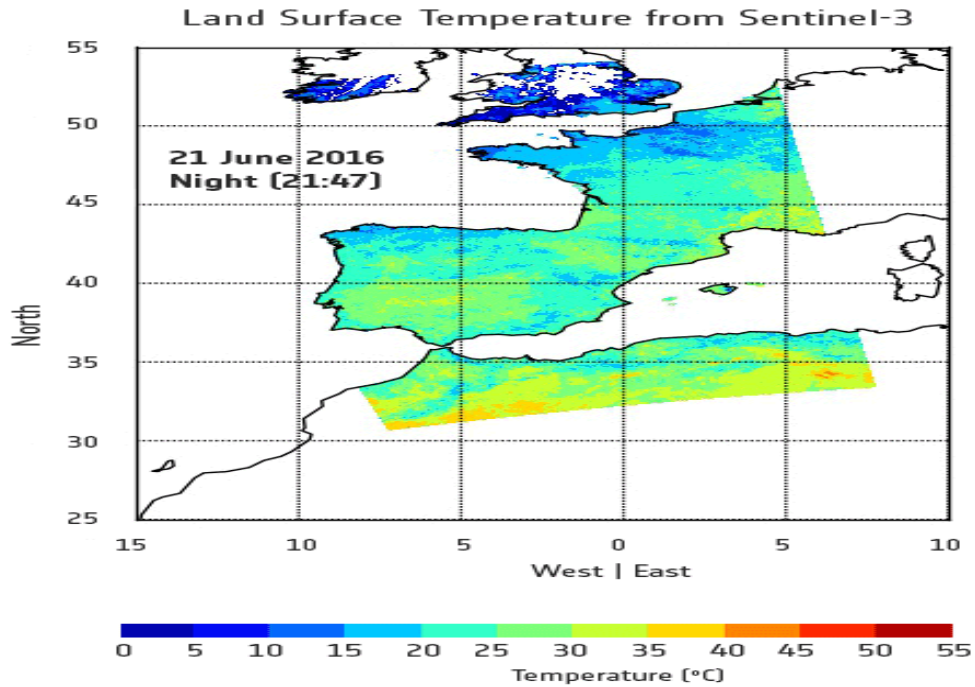 Land Surface Temperature from Sentinel-3
55
50
21 June 2016
Night (21:47)
45
40
North
35
30
25
15 10 5 0 5 10
West | East
0 5 10 15 20 25 30 35 40 45 50 55
Temperature (ºC)